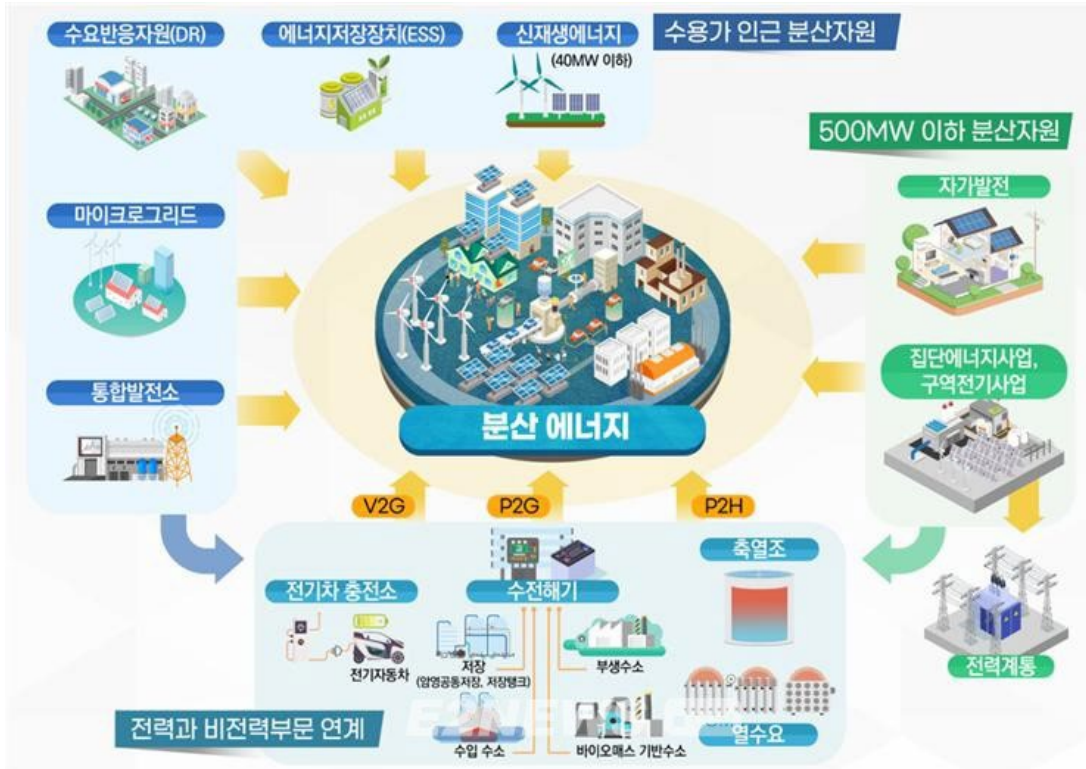 수요반응자원(DR)
에너지저장장치(ESS)
신재생에너지
(40MW 이하)
수용가 인근 분산자원
500MW 이하 분산자원
자가발전
마이크로그리드
집단에너지사업,
구역전기사업
통합발전소
분산 에너지
V2G
P2G
P2H
축열조
전기차 충전소
수전해기
전기자동차
저장
(암염공동저장, 저장탱크)
부생수소
전력계통
전력과 비전력부문 연계
수입 수소
바이오매스 기반수소
열수요